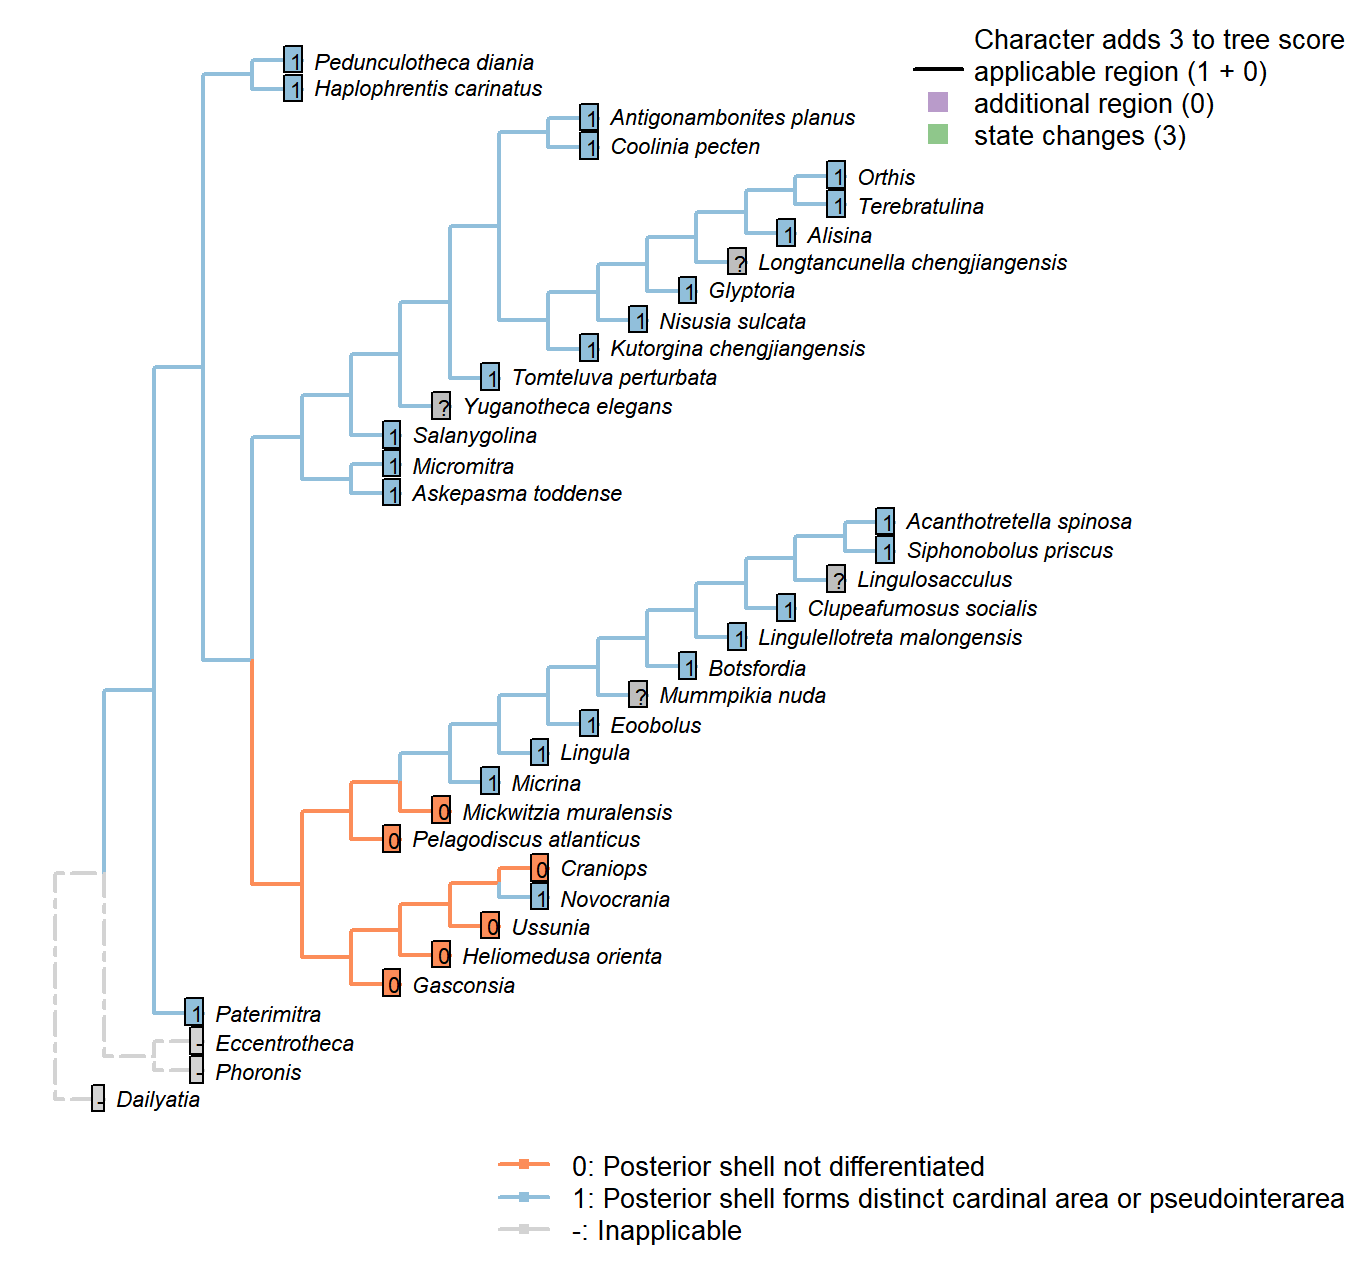 Character adds 3 to tree score
applicable region (1 + 0)
additional region (0)
state changes (3)
1 Pedunculotheca diania
1 Haplophrentis carinatus
1 Antigonambonites planus
1 Coolinia pecten
1 Orthis
1 Terebratulina
1 Alisina
? Longtancunella chengjiangensis
1 Glyptoria
1 Nisusia sulcata
1 Kutorgina chengjiangensis
1 Tomteluva perturbata
? Yuganotheca elegans
1 Salanygolina
1 Micromitra
1 Askepasma toddense
1 Acanthotretella spinosa
1 Siphonobolus priscus
? Lingulosacculus
1 Clupeafumosus socialis
1 Lingulellotreta malongensis
1 Botsfordia
? Mummpikia nuda
1 Eoobolus
1 Lingula
1 Micrina
0 Mickwitzia muralensis
0 Pelagodiscus atlanticus
0 Craniops
1 Novocrania
0 Ussunia
0 Heliomedusa orienta
0 Gasconsia
1 Paterimitra
- Eccentrotheca
- Phoronis
- Dailyatia
0: Posterior shell not differentiated
1: Posterior shell forms distinct cardinal area or pseudointerarea
-: Inapplicable